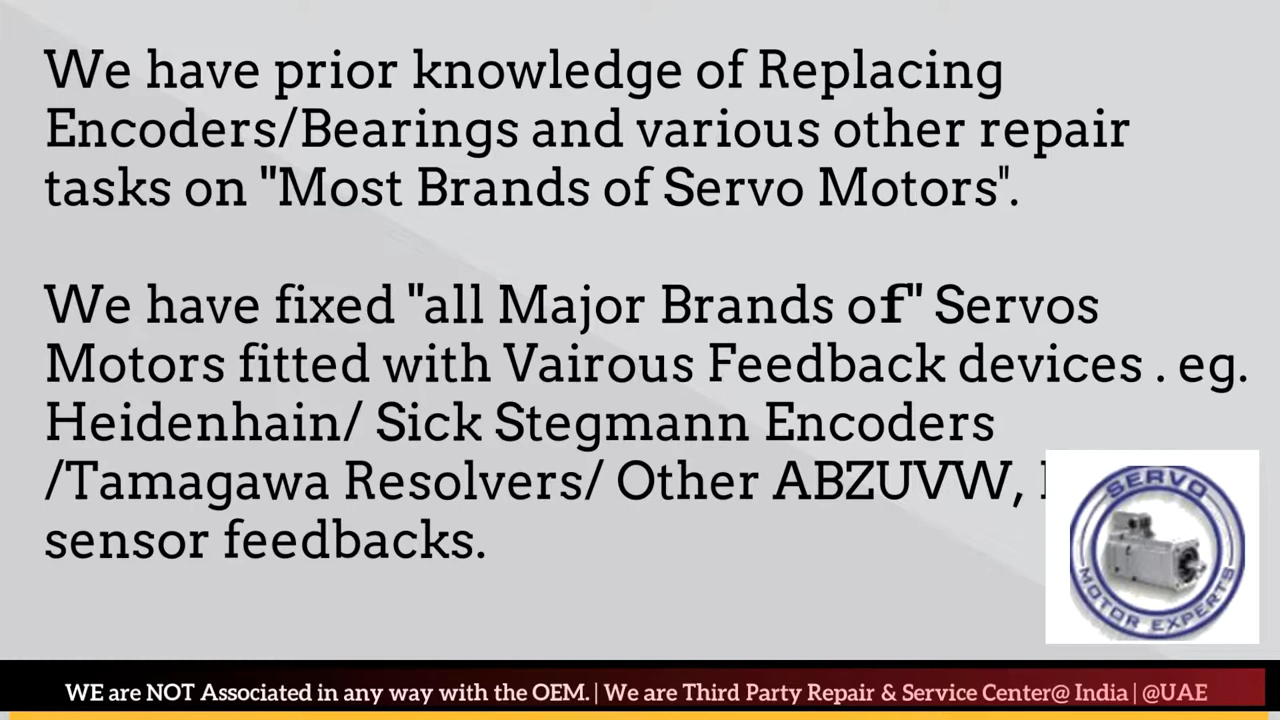 We have prior knowledge of Replacing
Encoders/Bearings and various other repair
tasks on "Most Brands of Servo Motors".
We have fixed "all Major Brands of" Servos
Motors fitted with Vairous Feedback devices . eg.
Heidenhain/ Sick Stegmann Encoders
/Tamagawa Resolvers/ Other ABZUVW,
sensor feedbacks.
SERVO
MOTOR EXPERTS
WE are NOT Associated in any way with the OEM. | We are Third Party Repair & Service Center@ India | @UAE